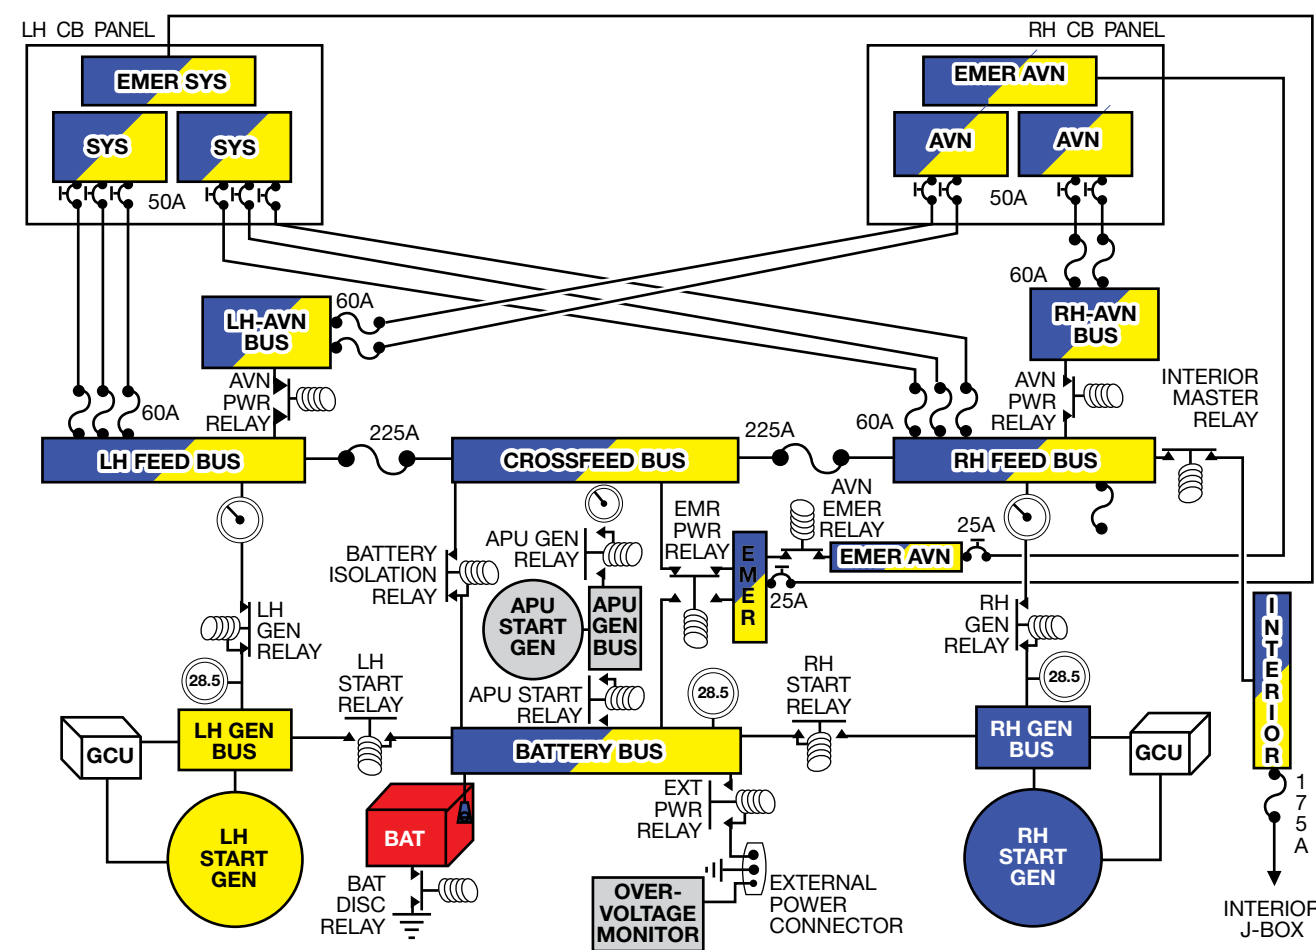 LH CB PANEL
RH CB PANEL
EMER SYS
EMER AVN
SYS
SYS
AVN
AVN
50A
50A
60A
LH-AVN
BUS
60A
RH-AVN
BUS
AVN
PWR
RELAY
AVN
PWR
RELAY
INTERIOR
MASTER
RELAY
60A
225A
225A
60A
LH FEED BUS
CROSSFEED BUS
RH FEED BUS
BATTERY
ISOLATION
RELAY
APU GEN
RELAY
EMR
PWR
RELAY
AVN
EMER
RELAY
25A
EMER AVN
EMER
25A
APU
START
GEN
APU
GEN
BUS
LH
GEN
RELAY
RH
GEN
RELAY
INTERIOR
28.5
LH
START
RELAY
APU START
RELAY
28.5
RH
START
RELAY
28.5
GCU
LH GEN
BUS
BATTERY BUS
RH GEN
BUS
GCU
LH
START
GEN
BAT
EXT
PWR
RELAY
RH
START
GEN
175A
BAT
DISC
RELAY
OVER-
VOLTAGE
MONITOR
EXTERNAL
POWER
CONNECTOR
INTERIOR
J-BOX